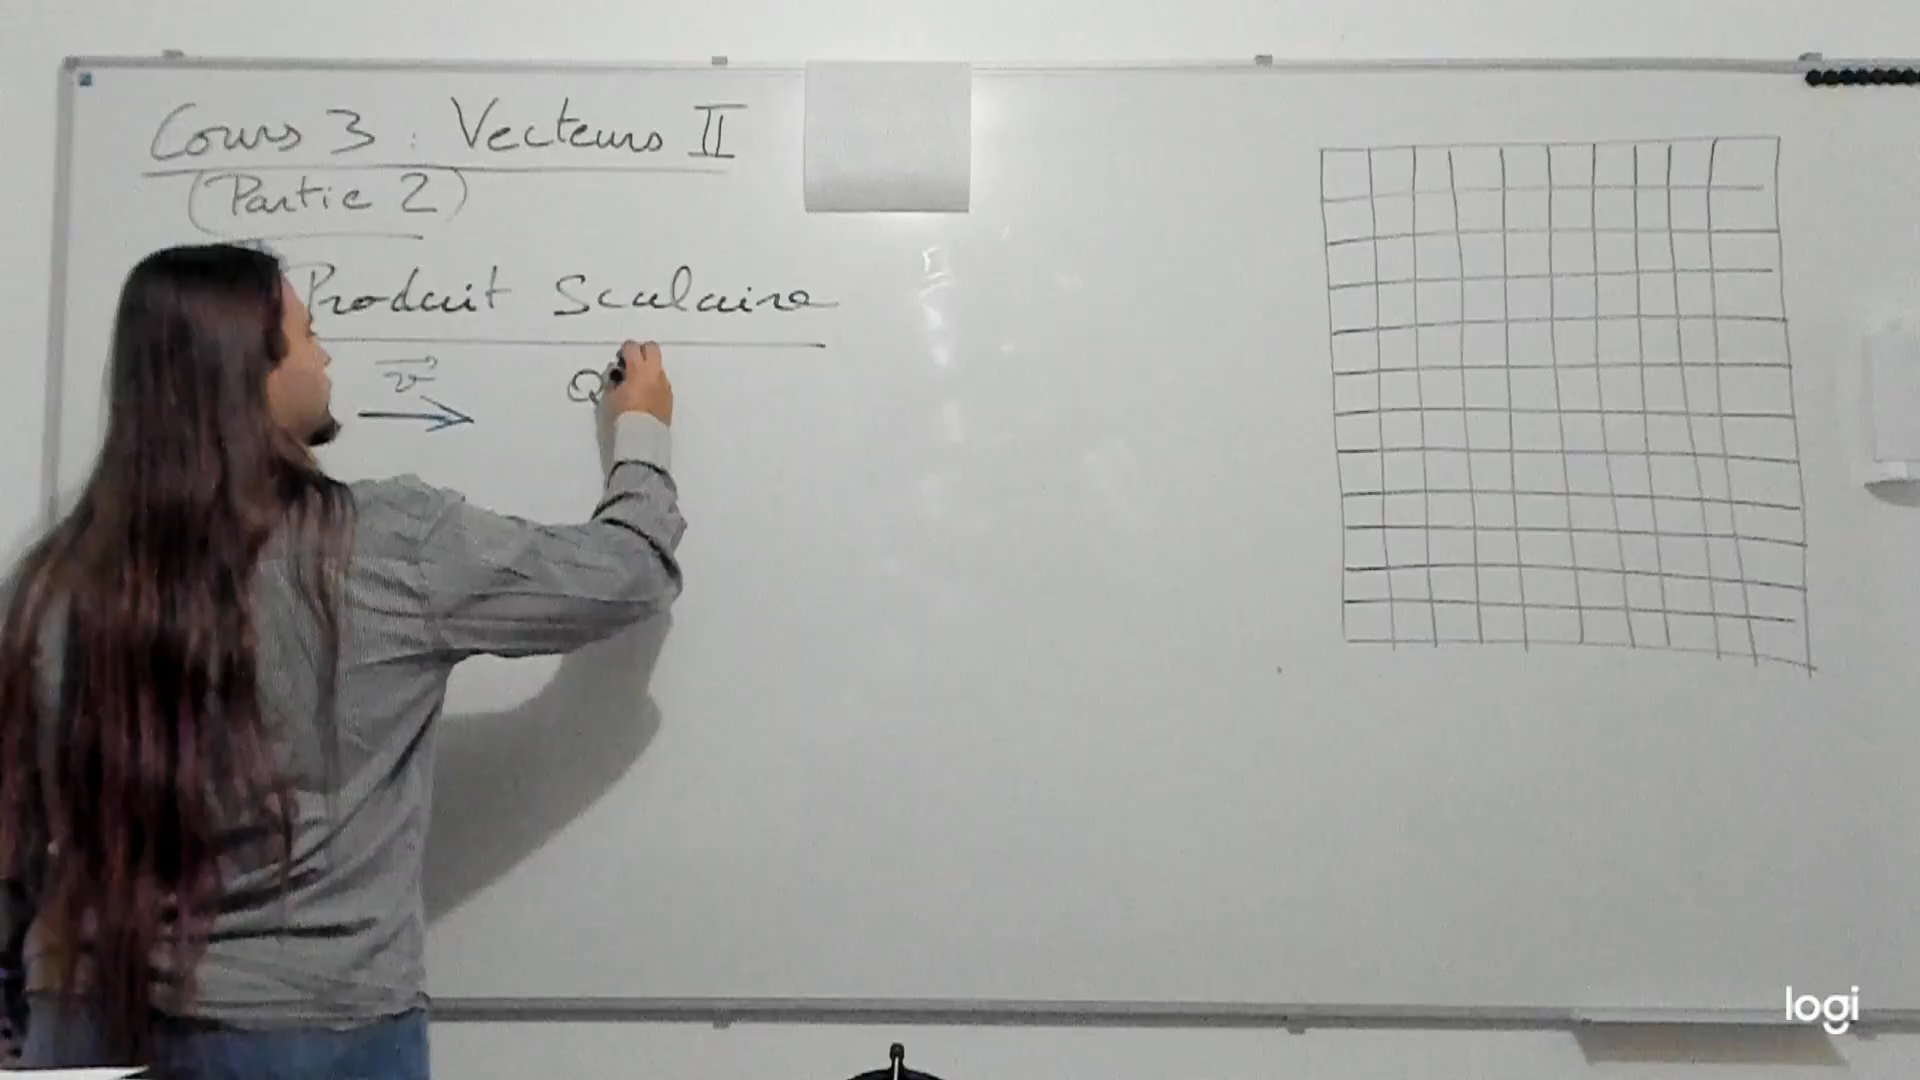 Cours 3 : Vecteurs II
(Partie 2)
Produit Scalaire
v
Q
logi